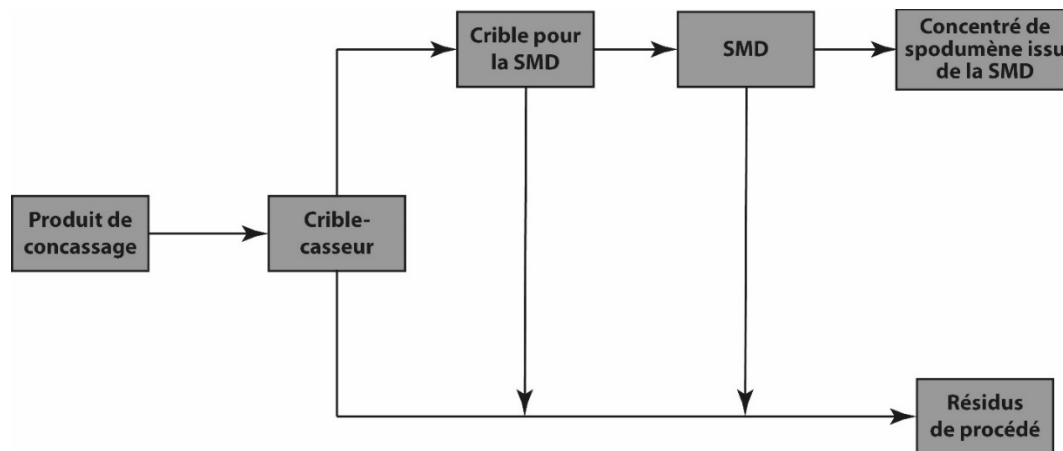 Crible pour
la SMD
SMD
Concentré de
spodumène issu
de la SMD
Produit de
concassage
Crible-
casseur
Résidus
de procédé